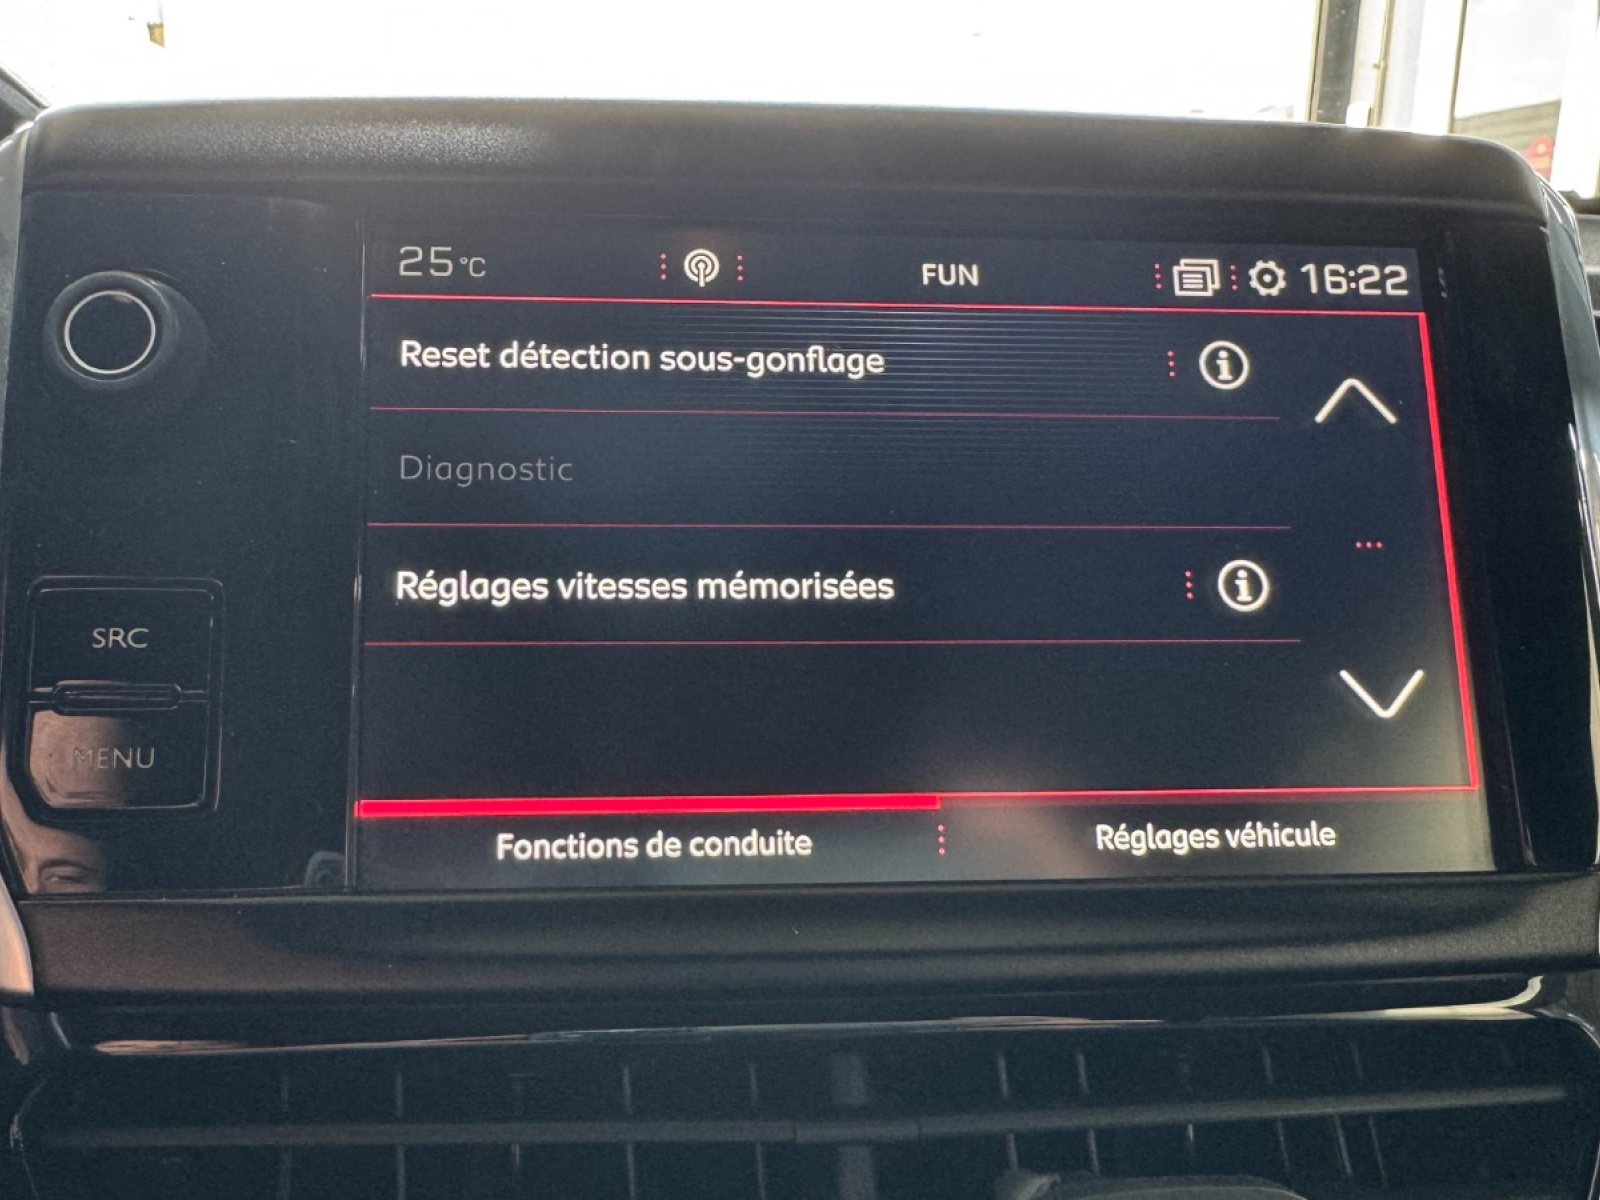 25°C FUN 16:22
Reset détection sous-gonflage
Diagnostic
Réglages vitesses mémorisées
SRC
MENU
Fonctions de conduite Réglages véhicule